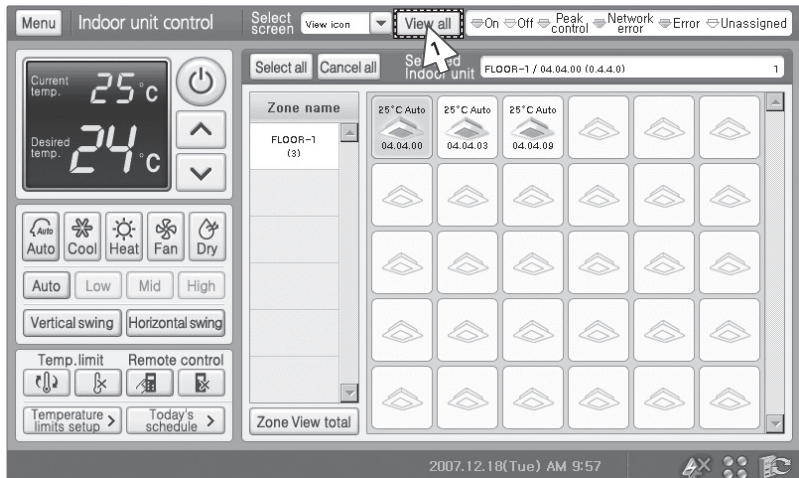 Menu Indoor unit control Select screen View icon View all On Off Peak control Network error Error Unassigned
1
Select all Cancel all Selected Indoor unit FLOOR-1 / 04.04.00 (0.4.4.0) 1
Current temp. 25°C
Desired temp. 24°C
Zone name
FLOOR-1
(3)
25°C Auto 25°C Auto 25°C Auto
04.04.00 04.04.03 04.04.09
Auto
Auto Cool Heat Fan Dry
Auto Low Mid High
Vertical swing Horizontal swing
Temp.limit Remote control
Temperature limits setup > Today's schedule >
Zone View total
2007.12.18(Tue) AM 9:57